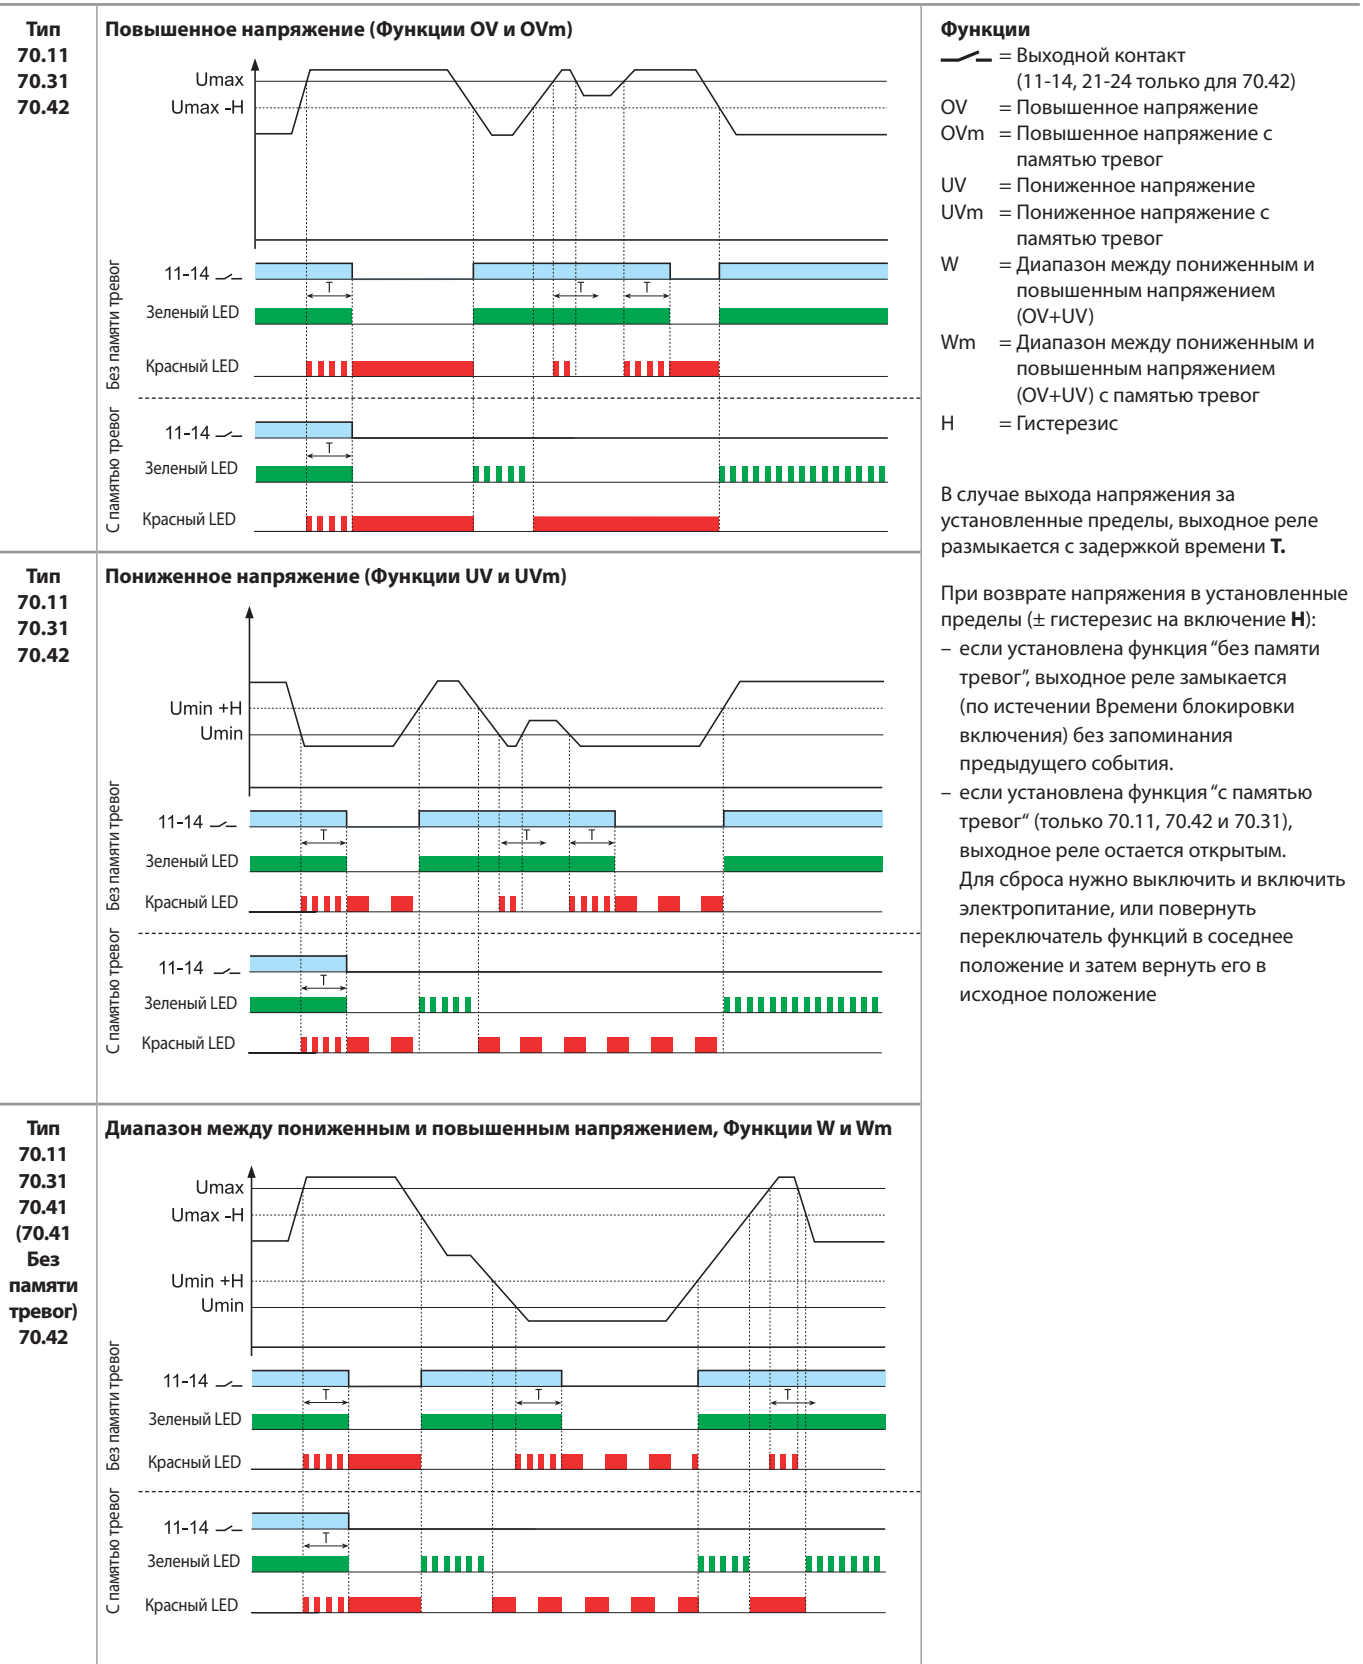 Тип
70.11
70.31
70.42
Повышенное напряжение (Функции OV и OVm)
Umax
Umax -H
Без памяти тревог
11-14
T
T
T
Зеленый LED
Красный LED
С памятью тревог
11-14
T
Зеленый LED
Красный LED
Тип
70.11
70.31
70.42
Пониженное напряжение (Функции UV и UVm)
Umin +H
Umin
Без памяти тревог
11-14
T
T
T
Зеленый LED
Красный LED
С памятью тревог
11-14
T
Зеленый LED
Красный LED
Тип
70.11
70.31
70.41
(70.41
Без
памяти
тревог)
70.42
Диапазон между пониженным и повышенным напряжением, Функции W и Wm
Umax
Umax -H
Umin +H
Umin
Без памяти тревог
11-14
T
T
T
Зеленый LED
Красный LED
С памятью тревог
11-14
T
Зеленый LED
Красный LED
Функции
= Выходной контакт
(11-14, 21-24 только для 70.42)
OV = Повышенное напряжение
OVm = Повышенное напряжение с
памятью тревог
UV = Пониженное напряжение
UVm = Пониженное напряжение с
памятью тревог
W = Диапазон между пониженным и
повышенным напряжением
(OV+UV)
Wm = Диапазон между пониженным и
повышенным напряжением
(OV+UV) с памятью тревог
H = Гистерезис
В случае выхода напряжения за
установленные пределы, выходное реле
размыкается с задержкой времени T.
При возврате напряжения в установленные
пределы (± гистерезис на включение H):
– если установлена функция “без памяти
тревог”, выходное реле замыкается
(по истечении Времени блокировки
включения) без запоминания
предыдущего события.
– если установлена функция “с памятью
тревог“ (только 70.11, 70.42 и 70.31),
выходное реле остается открытым.
Для сброса нужно выключить и включить
электропитание, или повернуть
переключатель функций в соседнее
положение и затем вернуть его в
исходное положение